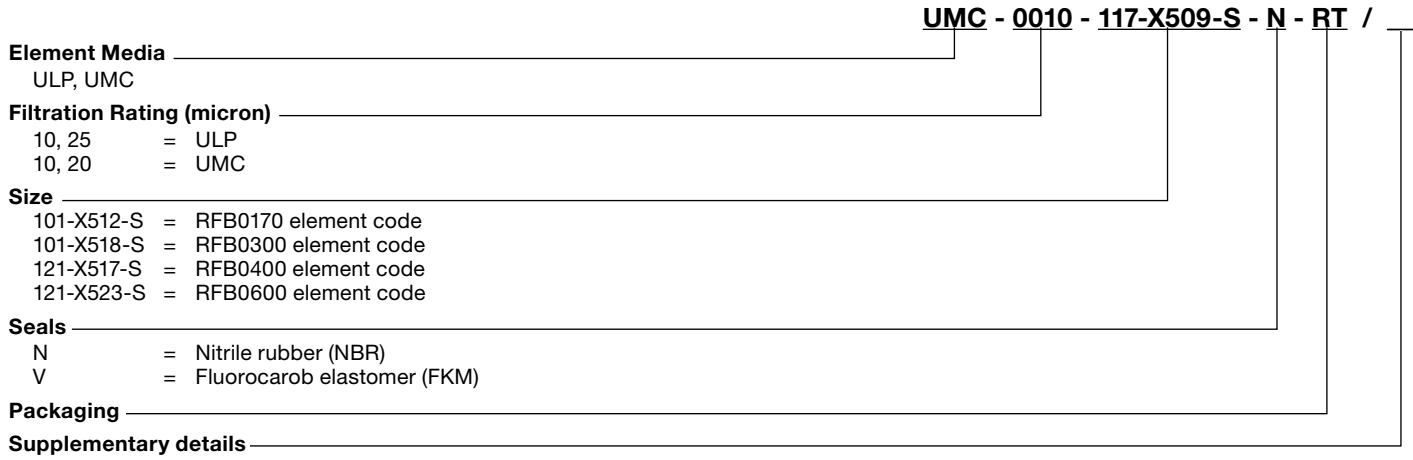 UMC - 0010 - 117-X509-S - N - RT / __
Element Media
ULP, UMC
Filtration Rating (micron)
10, 25 = ULP
10, 20 = UMC
Size
101-X512-S = RFB0170 element code
101-X518-S = RFB0300 element code
121-X517-S = RFB0400 element code
121-X523-S = RFB0600 element code
Seals
N = Nitrile rubber (NBR)
V = Fluorocarob elastomer (FKM)
Packaging
Supplementary details